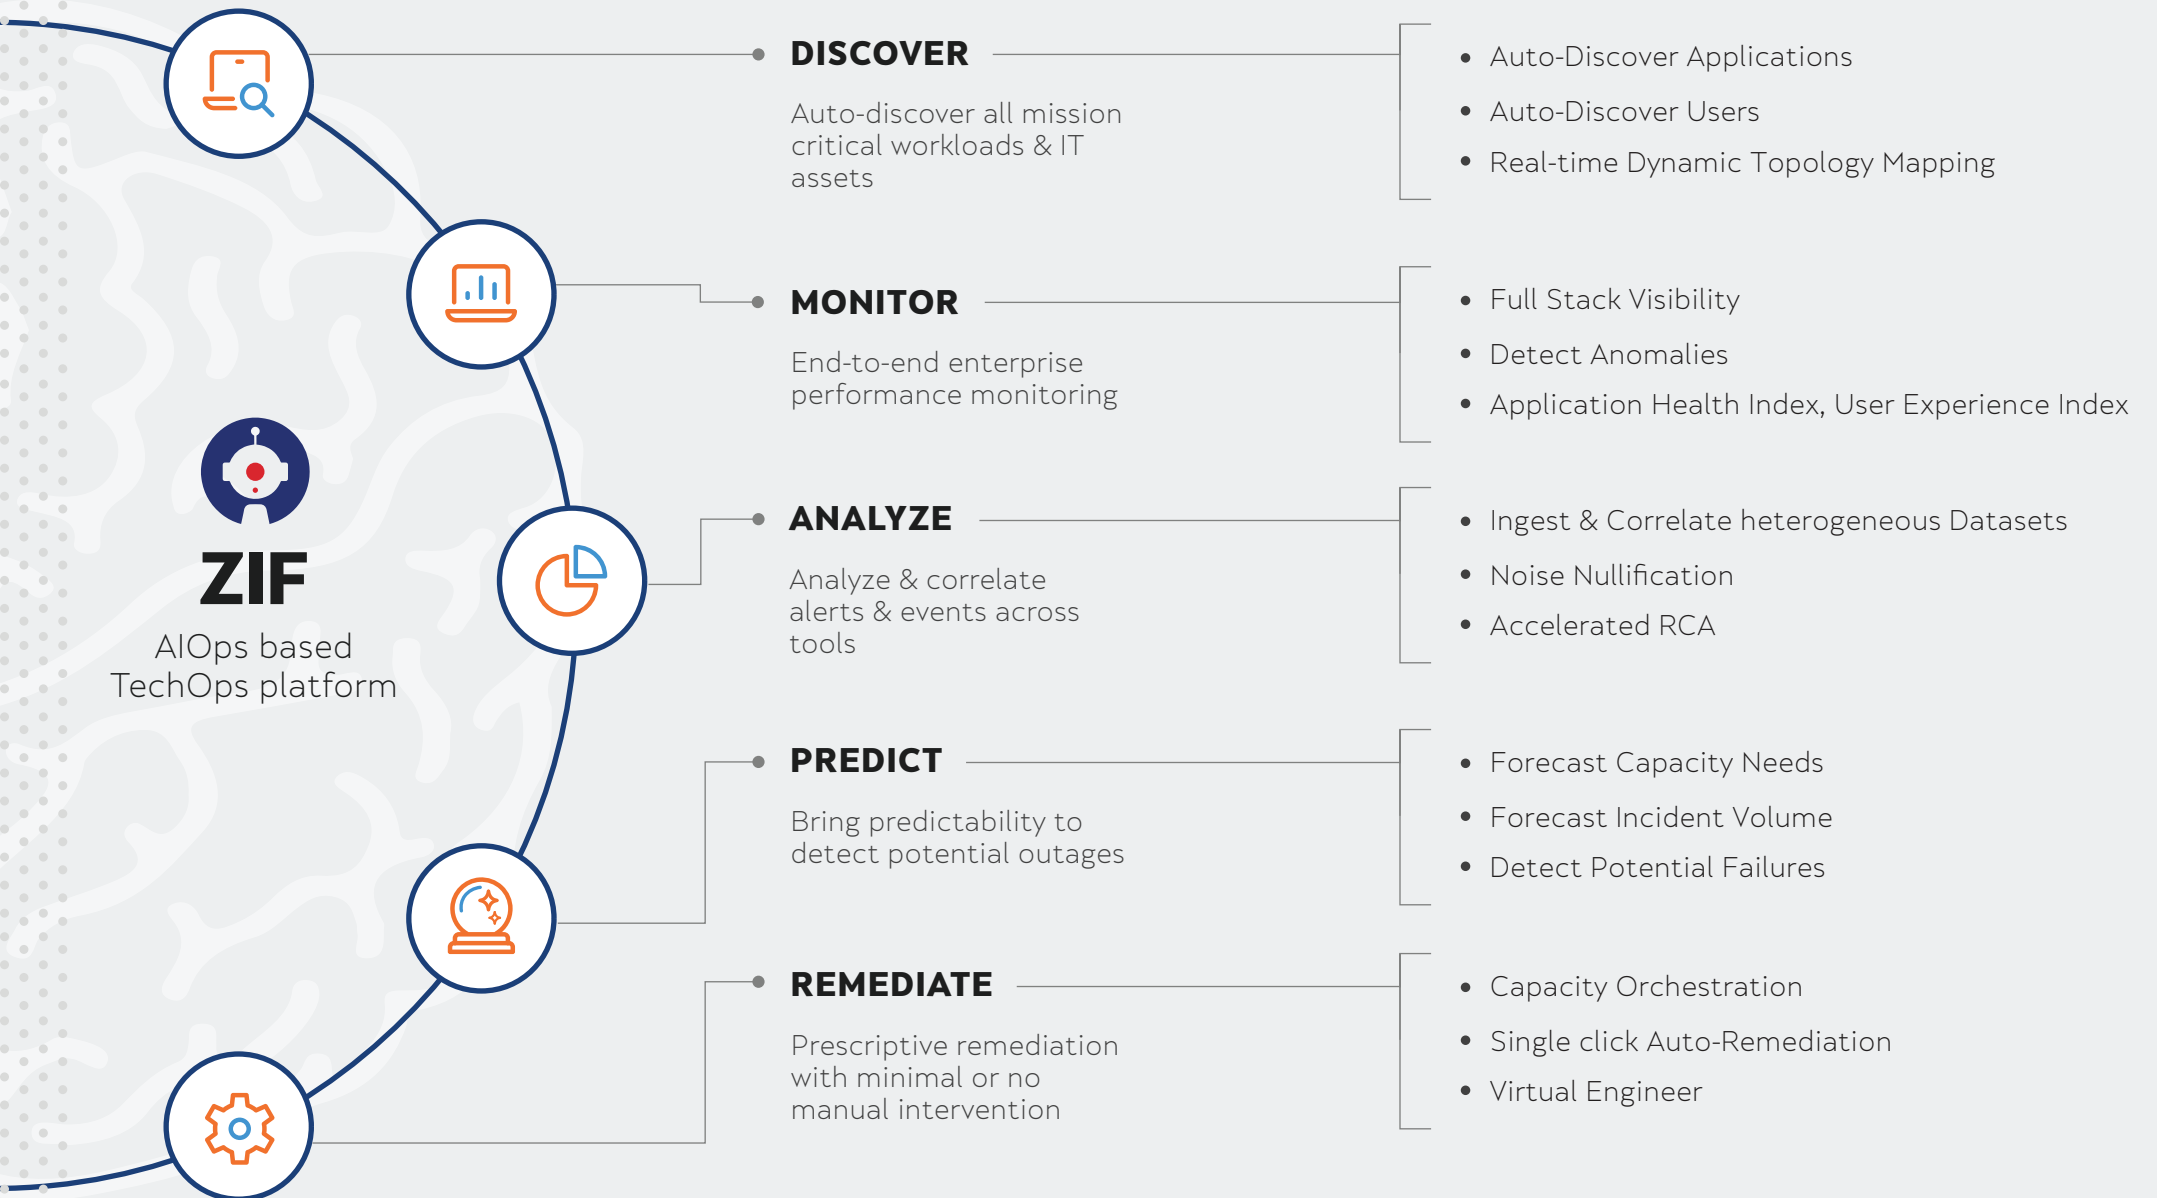 ZIF
AIOps based
TechOps platform
DISCOVER
Auto-discover all mission
critical workloads & IT
assets
• Auto-Discover Applications
• Auto-Discover Users
• Real-time Dynamic Topology Mapping
MONITOR
End-to-end enterprise
performance monitoring
• Full Stack Visibility
• Detect Anomalies
• Application Health Index, User Experience Index
ANALYZE
Analyze & correlate
alerts & events across
tools
• Ingest & Correlate heterogeneous Datasets
• Noise Nullification
• Accelerated RCA
PREDICT
Bring predictability to
detect potential outages
• Forecast Capacity Needs
• Forecast Incident Volume
• Detect Potential Failures
REMEDIATE
Prescriptive remediation
with minimal or no
manual intervention
• Capacity Orchestration
• Single click Auto-Remediation
• Virtual Engineer